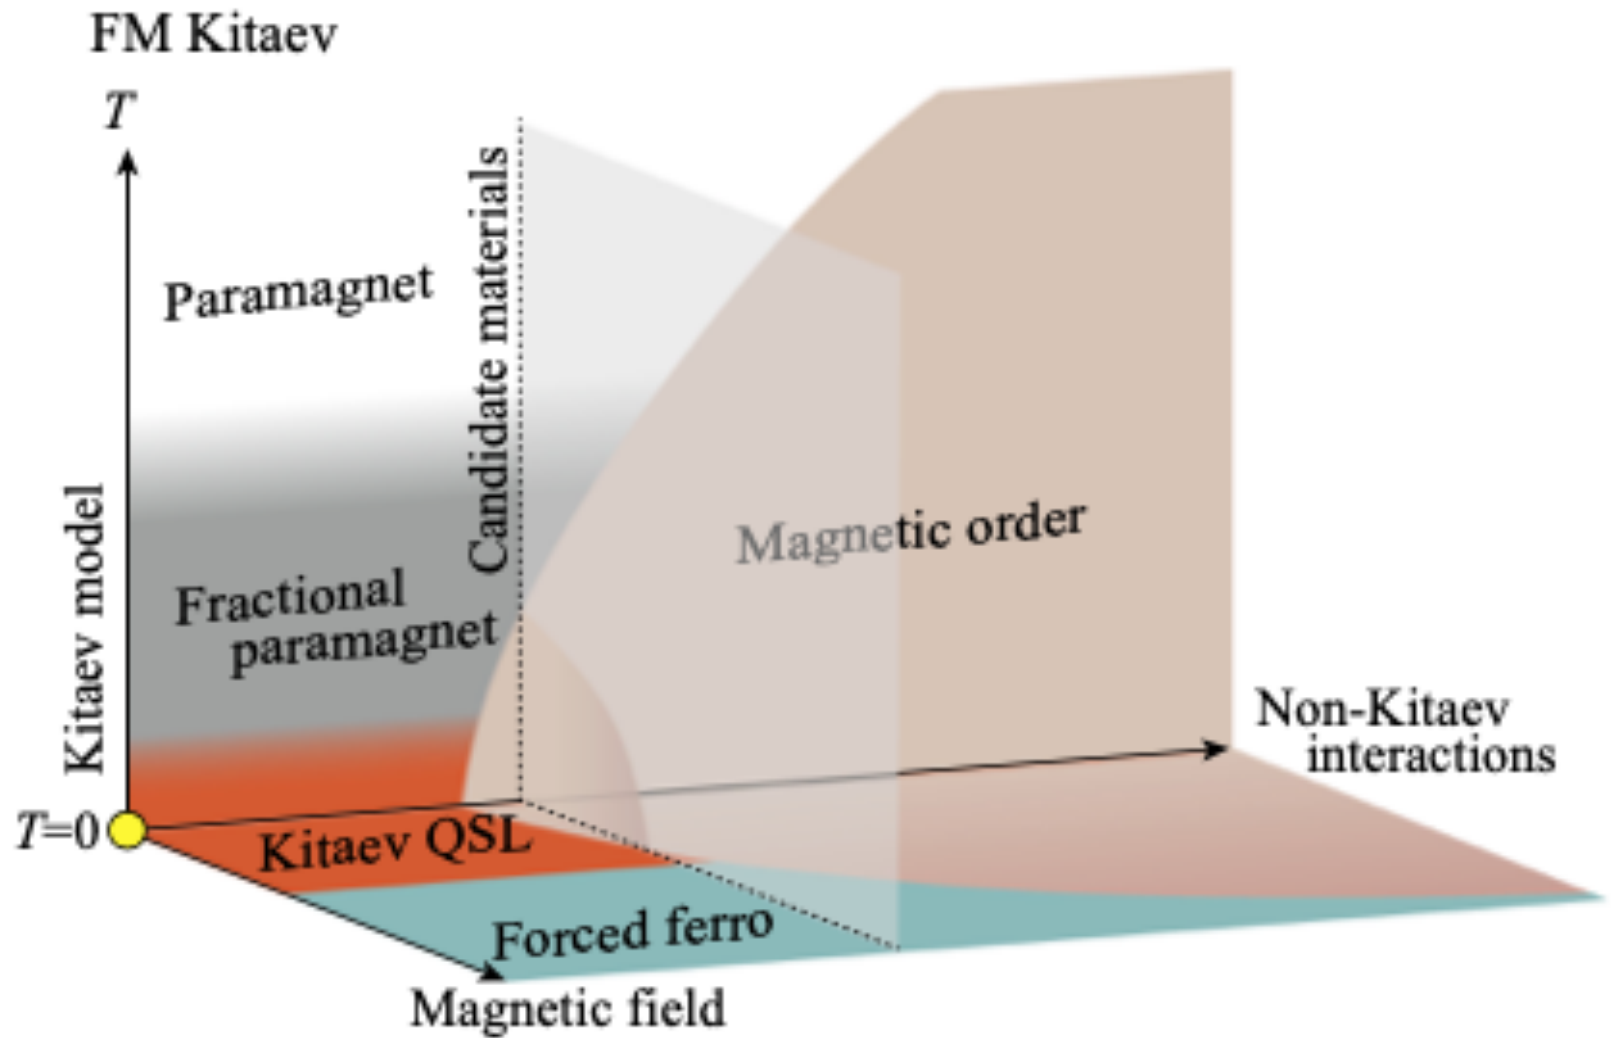 FM Kitaev
T
Candidate materials
Paramagnet
Kitaev model
Fractional
paramagnet
Magnetic order
Non-Kitaev
interactions
T=0
Kitaev QSL
Forced ferro
Magnetic field